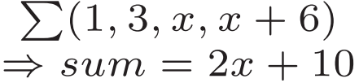 ∑(1, 3, x, x + 6)
⇒ sum = 2x + 10